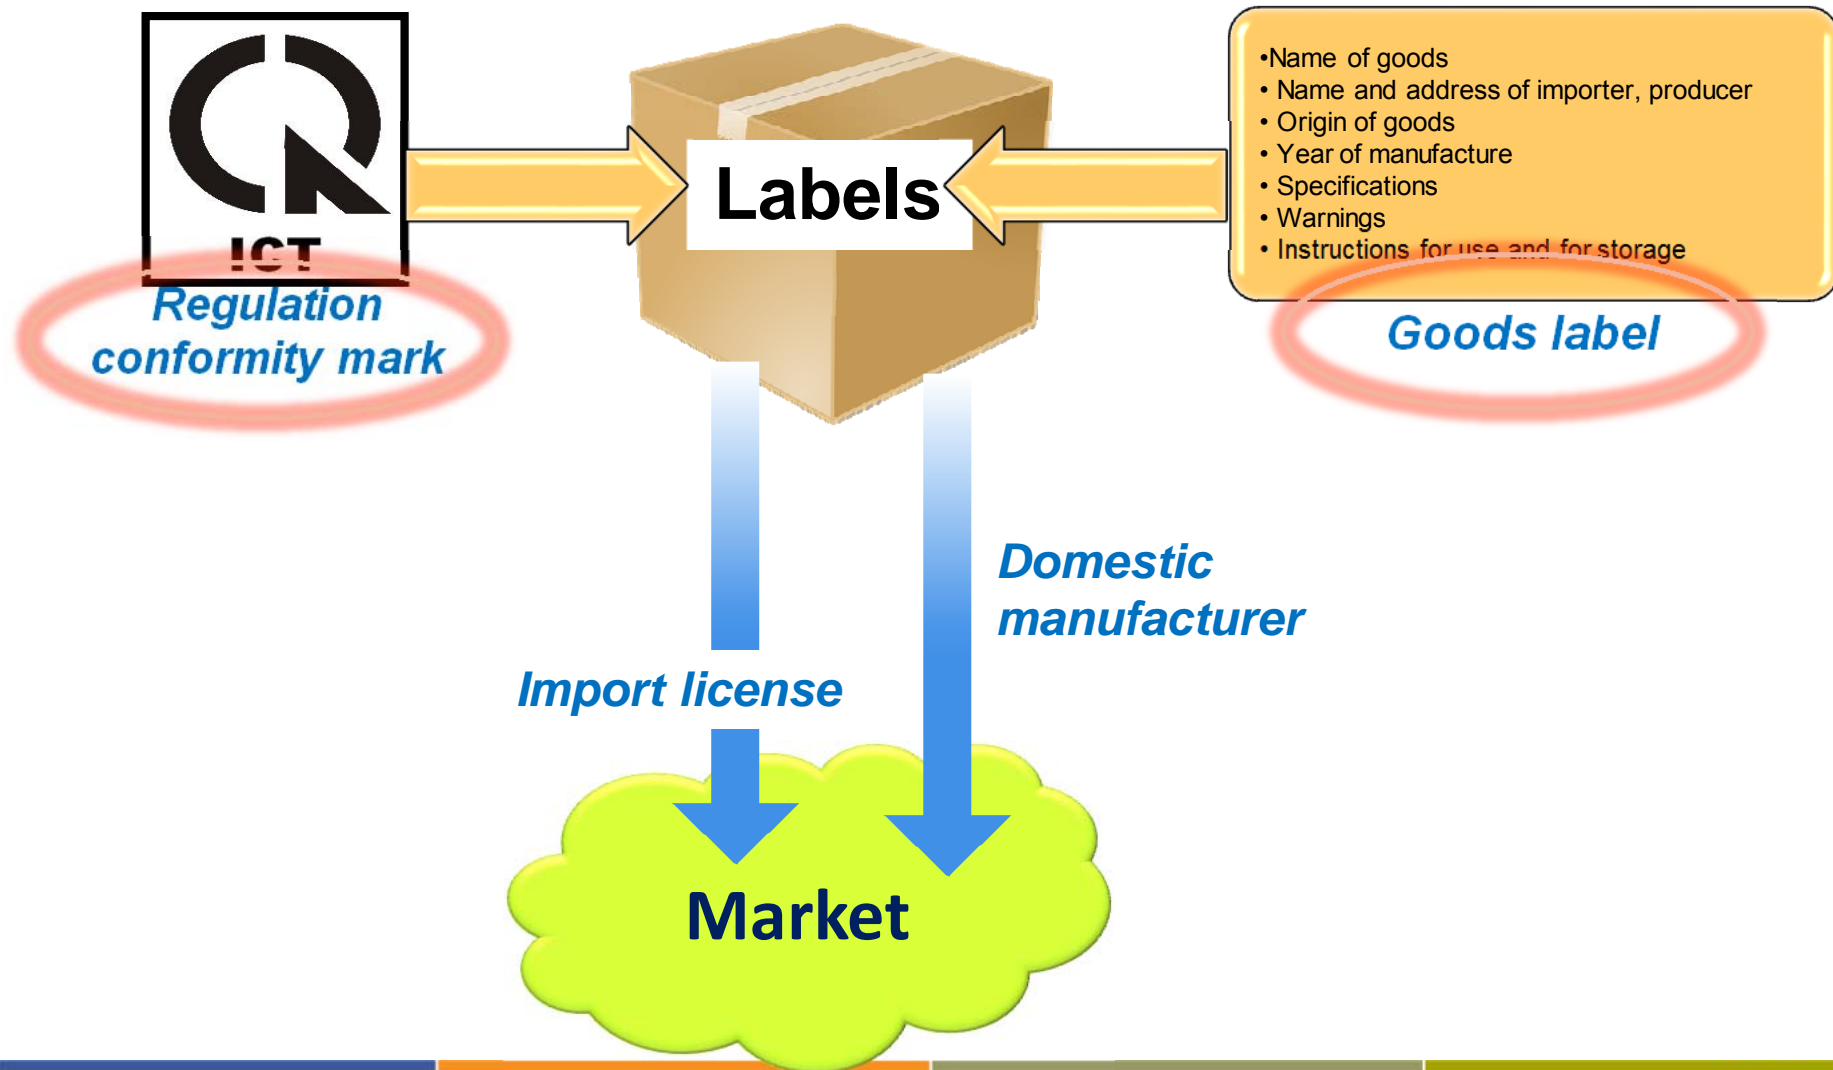 ICT
Regulation
conformity mark
Labels
•Name of goods
• Name and address of importer, producer
• Origin of goods
• Year of manufacture
• Specifications
• Warnings
• Instructions for use and for storage
Goods label
Domestic
manufacturer
Import license
Market